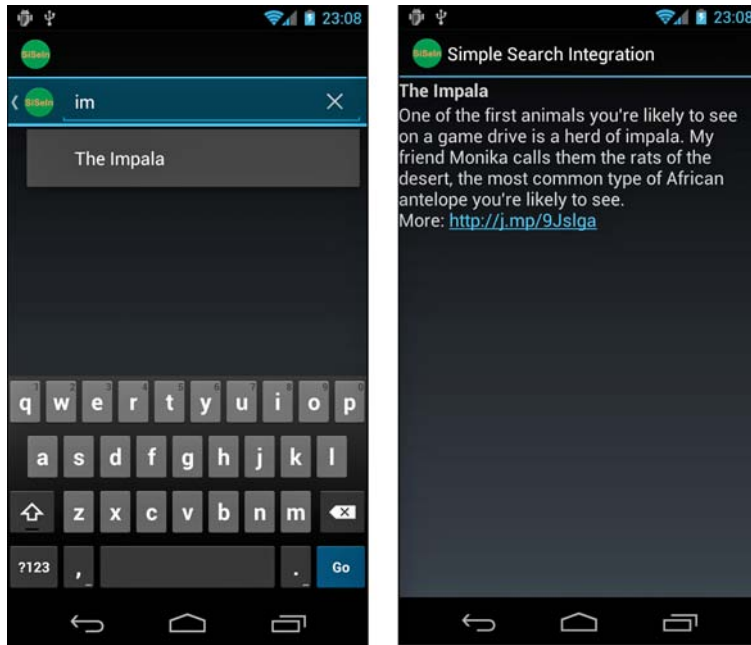 23:08
SiSeIn
SiSeIn
im
The Impala
1 2 3 4 5 6 7 8 9 0
q w e r t y u i o p
a s d f g h j k l
z x c v b n m
?123 , . Go
23:08
SiSeIn Simple Search Integration
The Impala
One of the first animals you're likely to see
on a game drive is a herd of impala. My
friend Monika calls them the rats of the
desert, the most common type of African
antelope you're likely to see.
More: http://j.mp/9Jslga